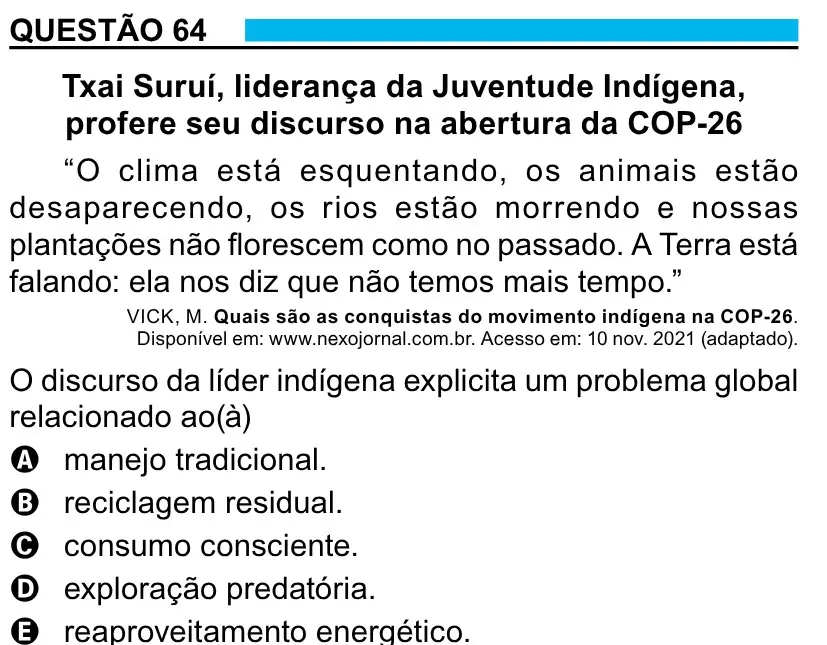 QUESTÃO 64
Txai Suruí, liderança da Juventude Indígena,
profere seu discurso na abertura da COP-26
“O clima está esquentando, os animais estão
desaparecendo, os rios estão morrendo e nossas
plantações não florescem como no passado. A Terra está
falando: ela nos diz que não temos mais tempo.”
VICK, M. Quais são as conquistas do movimento indígena na COP-26.
Disponível em: www.nexojornal.com.br. Acesso em: 10 nov. 2021 (adaptado).
O discurso da líder indígena explicita um problema global
relacionado ao(à)
A manejo tradicional.
B reciclagem residual.
C consumo consciente.
D exploração predatória.
E reaproveitamento energético.